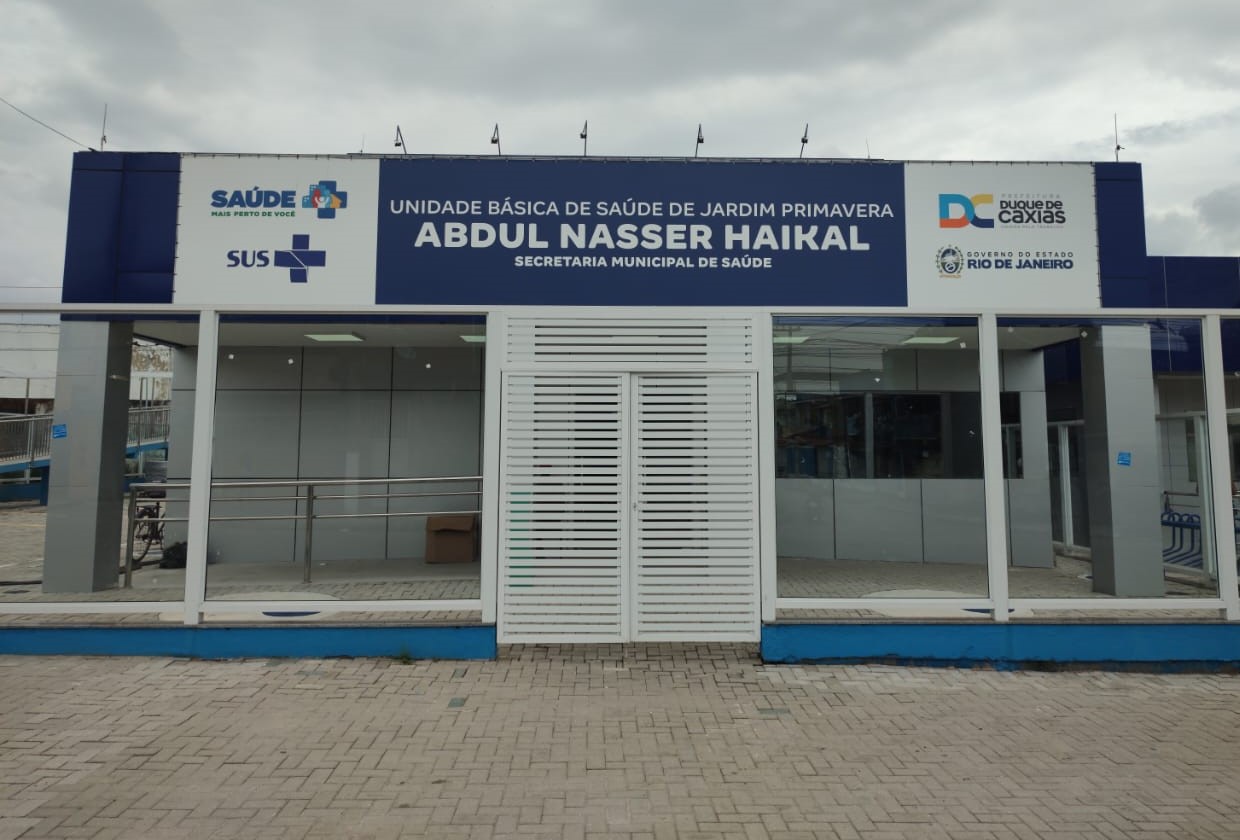 SAÚDE
MAIS PERTO DE VOCÊ
SUS
UNIDADE BÁSICA DE SAÚDE DE JARDIM PRIMAVERA
ABDUL NASSER HAIKAL
SECRETARIA MUNICIPAL DE SAÚDE
DC
PREFEITURA
DUQUE DE
CAXIAS
GOVERNO DO ESTADO
RIO DE JANEIRO